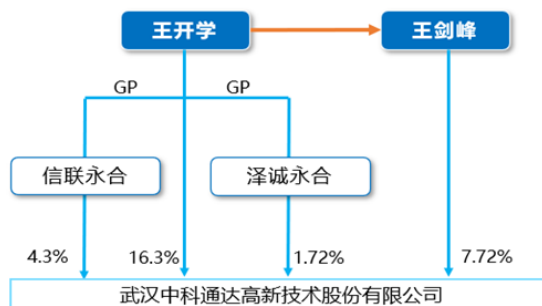 王开学
王剑峰
GP
GP
信联永合
泽诚永合
4.3%
16.3%
1.72%
7.72%
武汉中科通达高新技术股份有限公司